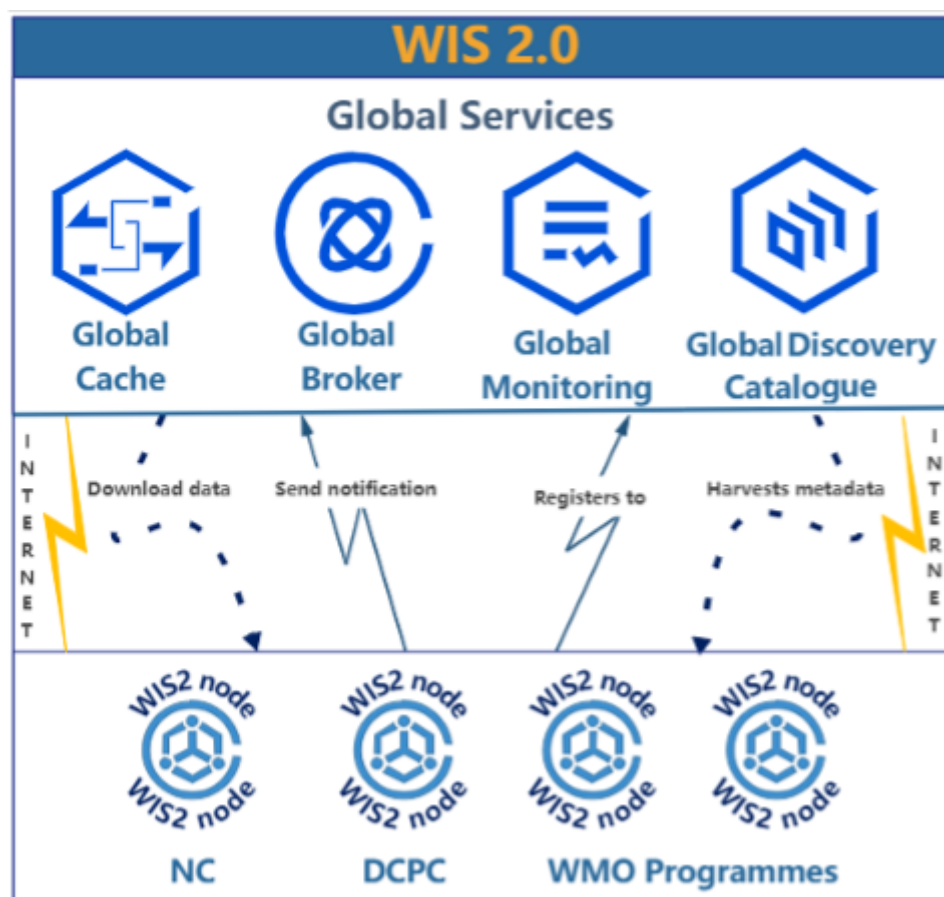 WIS 2.0
Global Services
Global Cache
Global Broker
Global Monitoring
Global Discovery Catalogue
INTERNET
Download data
Send notification
Registers to
Harvests metadata
INTERNET
WIS2 node
WIS2 node
WIS2 node
WIS2 node
WIS2 node
WIS2 node
WIS2 node
WIS2 node
NC
DCPC
WMO Programmes